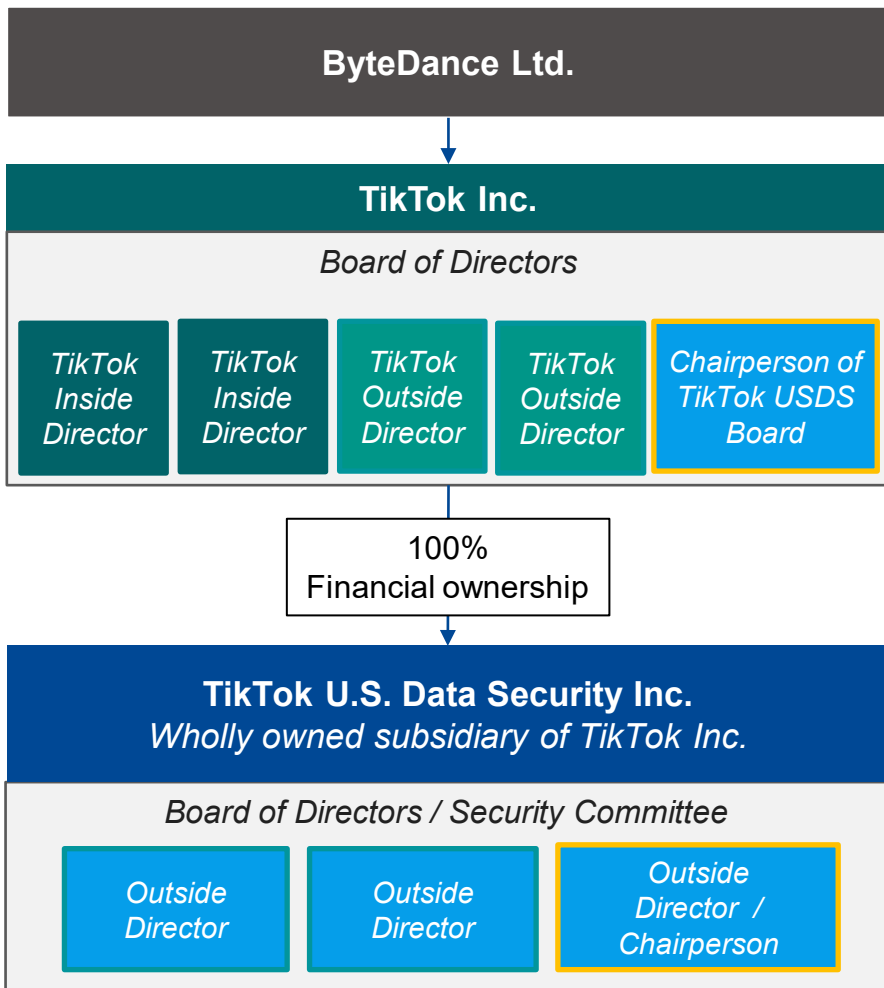 ByteDance Ltd.
TikTok Inc.
Board of Directors
TikTok
Inside
Director
TikTok
Inside
Director
TikTok
Outside
Director
TikTok
Outside
Director
Chairperson of
TikTok USDS
Board
100%
Financial ownership
TikTok U.S. Data Security Inc.
Wholly owned subsidiary of TikTok Inc.
Board of Directors / Security Committee
Outside
Director
Outside
Director
Outside
Director /
Chairperson